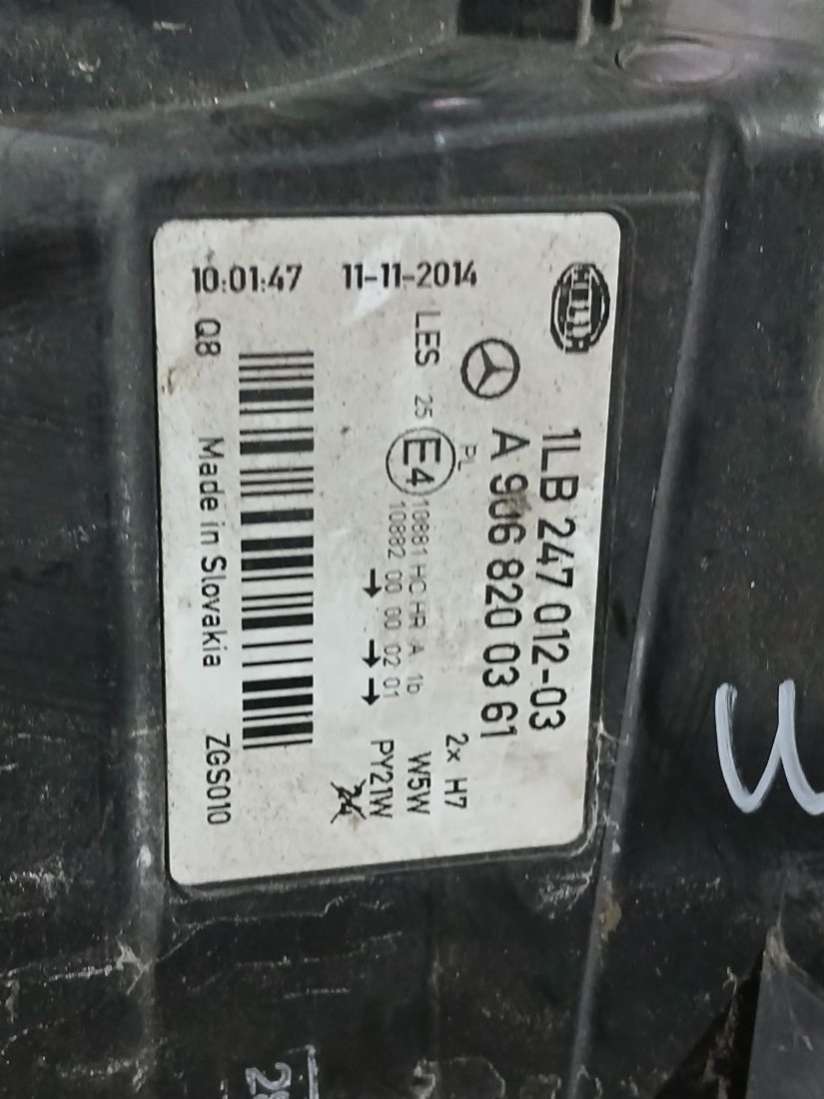 HELLA
1LB 247 012-03
A 906 820 03 61
PL
2x H7
LES 25 E4 10881 HC HR A 1b W5W
10882 00 00 02 01 PY21W
11-11-2014
10:01:47
Q8 Made in Slovakia ZGS010